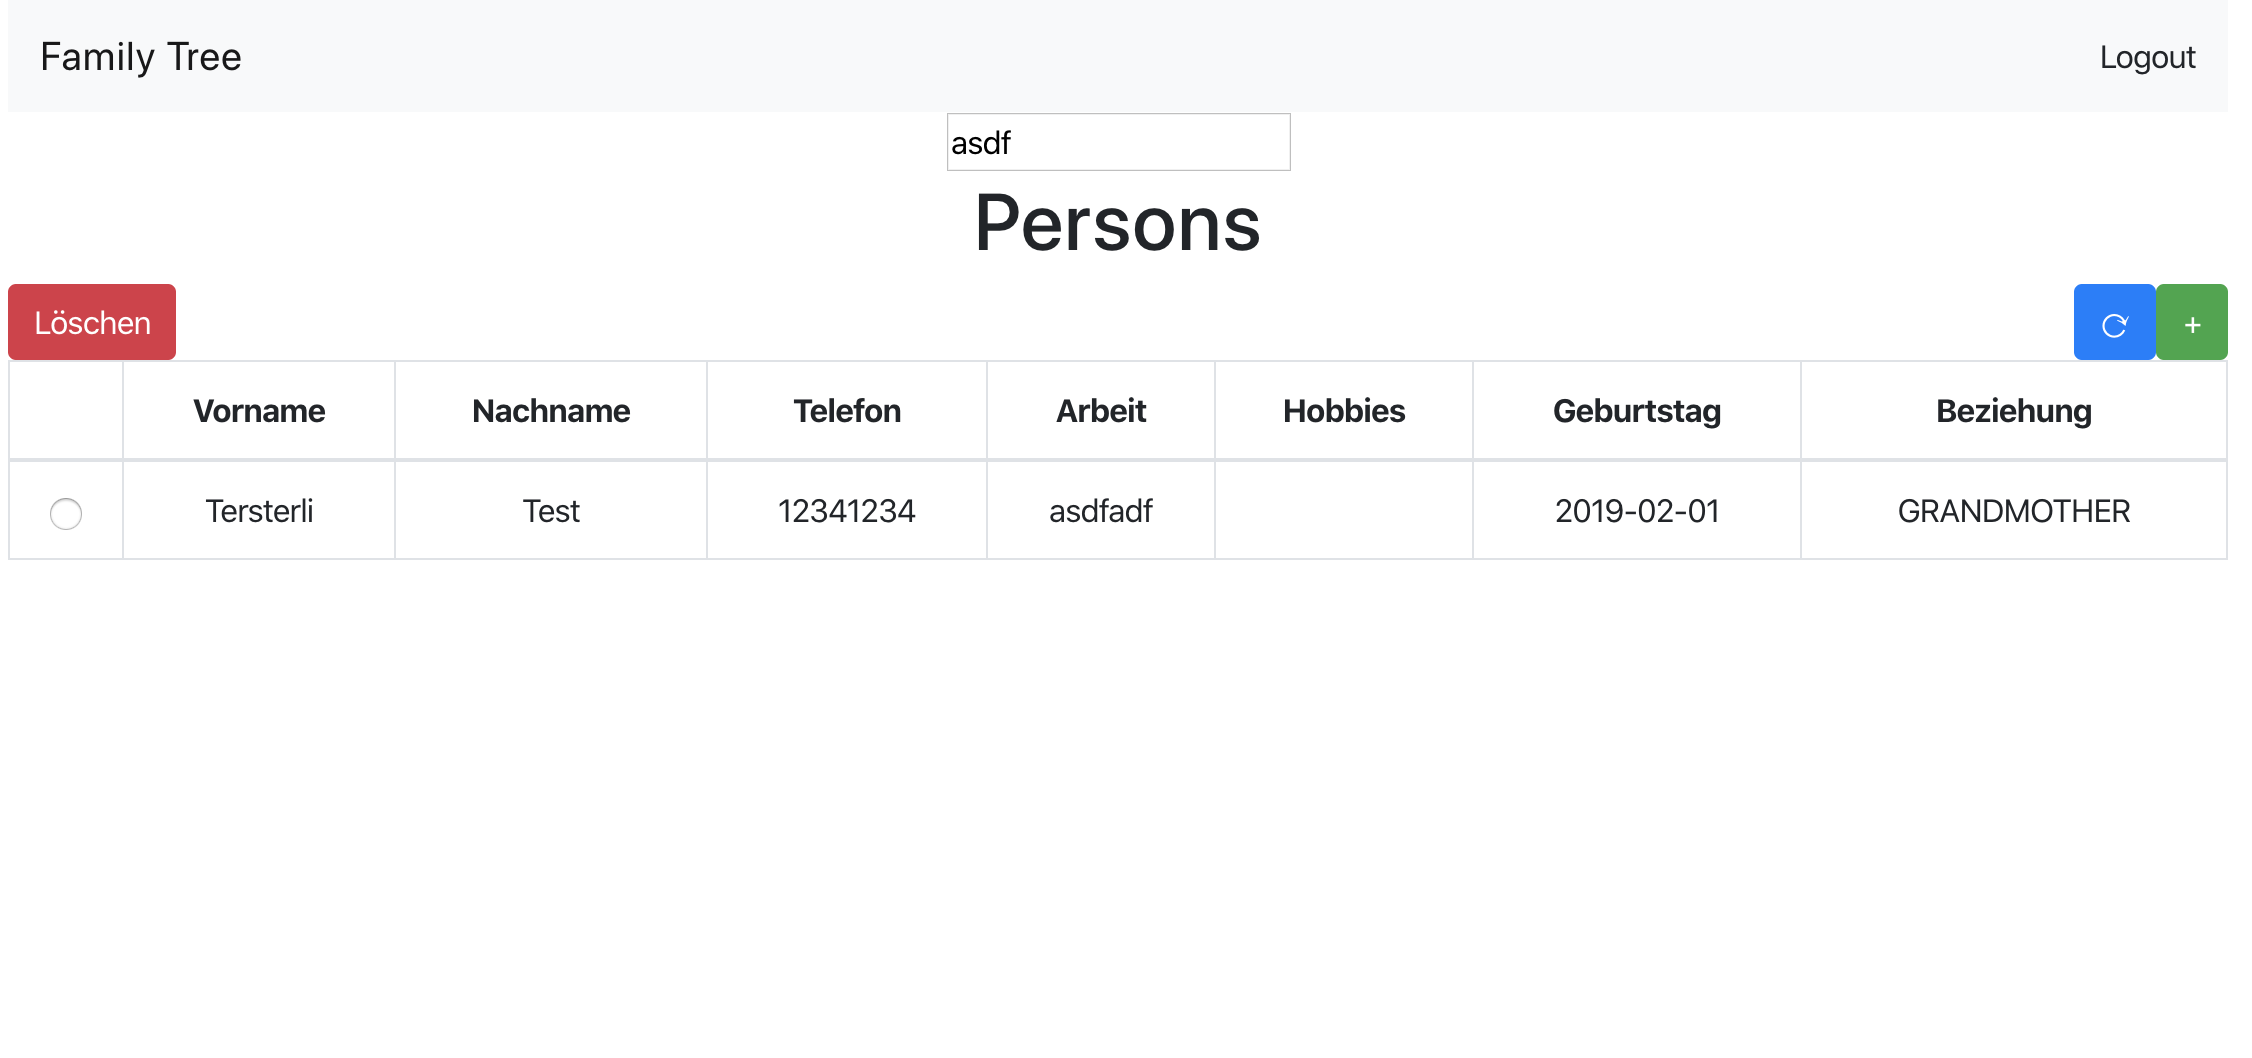 Family Tree Logout
asdf
Persons
Löschen +
Vorname Nachname Telefon Arbeit Hobbies Geburtstag Beziehung
Tersterli Test 12341234 asdfadf 2019-02-01 GRANDMOTHER